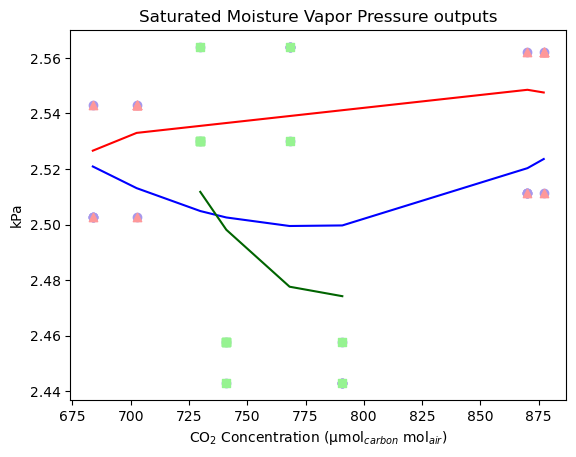 Saturated Moisture Vapor Pressure outputs
2.56
2.54
2.52
2.50
2.48
2.46
2.44
kPa
675 700 725 750 775 800 825 850 875
CO₂ Concentration (μmol_carbon mol_air)